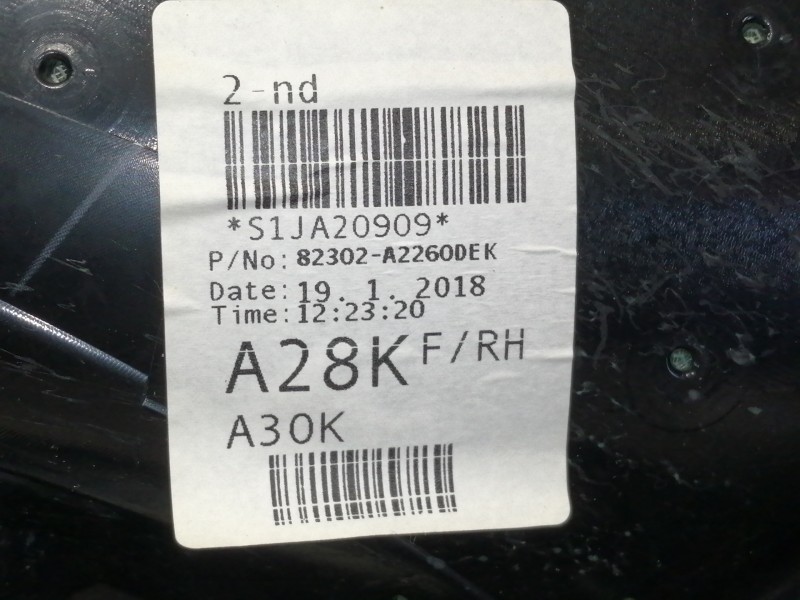 2-nd
*S1JA20909*
P/No: 82302-A2260DEK
Date: 19. 1. 2018
Time: 12:23:20
A28K F/RH
A30K